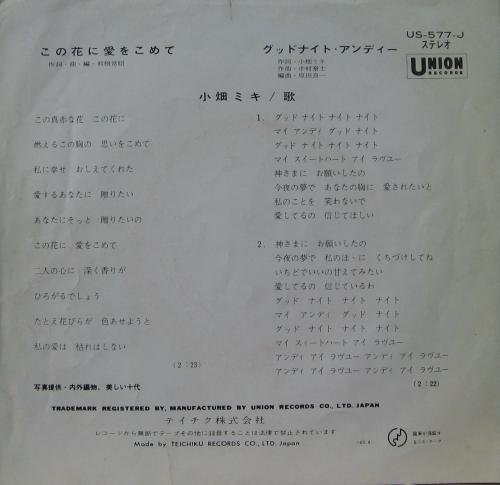 US-577-J
ステレオ
UNION
RECORDS
この花に愛をこめて
作詞・曲・編・利根常昭
グッドナイト・アンディー
作詞・小畑ミキ
作曲・中村泰士
編曲・原田良一
小畑ミキ / 歌
この真赤な花 この花に
燃えるこの胸の 思いをこめて
私に幸せ おしえてくれた
愛するあなたに 贈りたい
あなたにそっと 贈りたいの
この花に 愛をこめて
二人の心に 深く香りが
ひろがるでしょう
たとえ花びらが 色あせようと
私の愛は 枯れはしない
(2:23)
1. グッド ナイト ナイト ナイト
マイ アンディ グッド ナイト
グッド ナイト ナイト ナイト
マイ スイートハート アイ ラヴユー
神さまに お願いしたの
今夜の夢で あなたの胸に 愛されたいと
私のことを 笑わないで
愛してるの 信じてほしい
2. 神さまに お願いしたの
今夜の夢で 私のほゝに くちづけしてね
いちどでいいの甘えてみたい
愛してるの 信じているわ
グッド ナイト ナイト ナイト
マイ アンディ グッド ナイト
グッド ナイト ナイト ナイト
マイ スィートハート アイ ラヴユー
アンディ アイ ラヴユー アンディ アイ ラヴユー
アンディ アイ ラヴユー アンディ アイ ラヴユー
(2:22)
写真提供・内外編物、美しい十代
TRADEMARK REGISTERED BY, MANUFACTURED BY UNION RECORDS CO., LTD. JAPAN
テイチク株式会社
レコードから無断でテープその他に録音することは法律で禁止されています
Made by TEICHIKU RECORDS CO., LTD. Japan